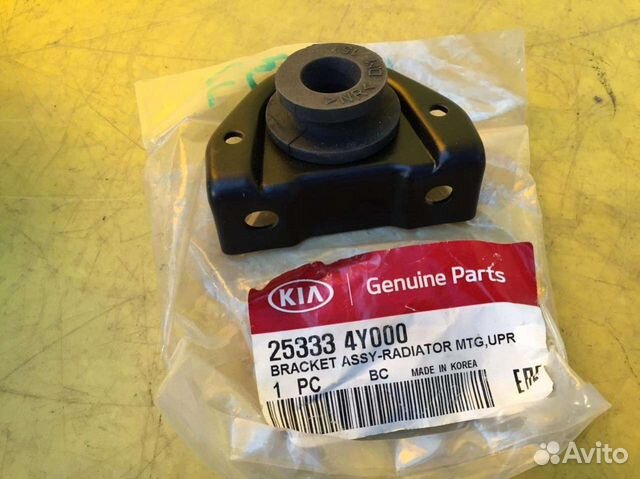 KIA Genuine Parts
25333 4Y000
BRACKET ASSY-RADIATOR MTG,UPR
1 PC BC MADE IN KOREA
Avito